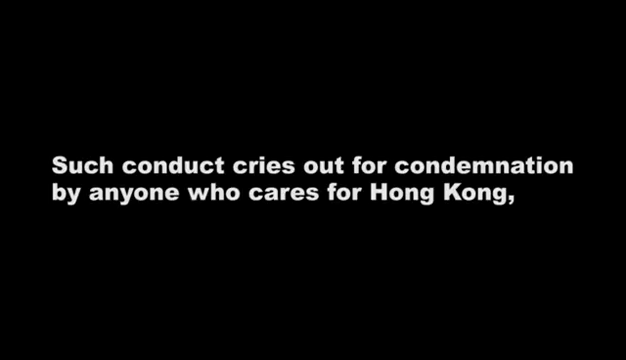 Such conduct cries out for condemnation
by anyone who cares for Hong Kong,